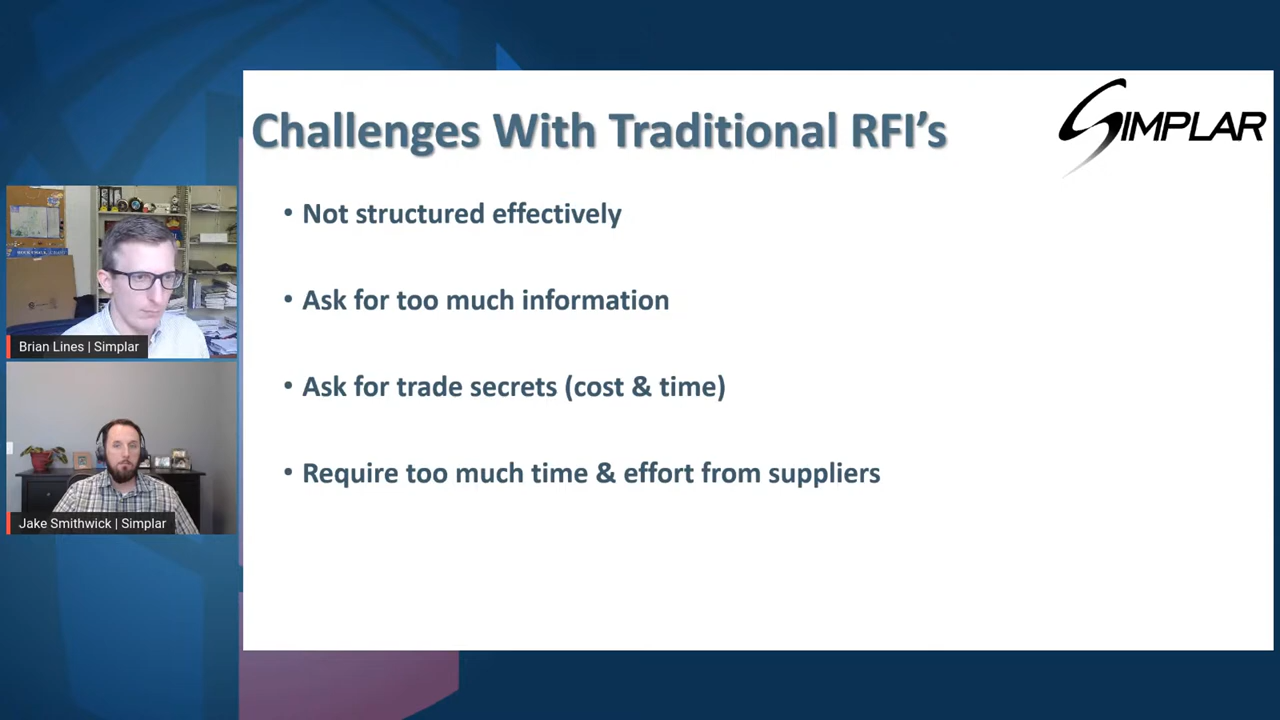 Challenges With Traditional RFI's
SIMPLAR
• Not structured effectively
• Ask for too much information
• Ask for trade secrets (cost & time)
• Require too much time & effort from suppliers
Brian Lines | Simplar
Jake Smithwick | Simplar